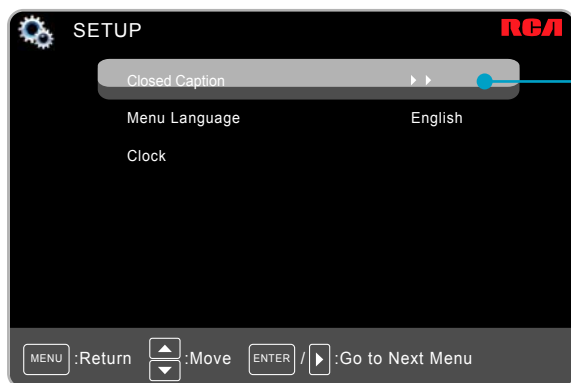 SETUP RCA
Closed Caption
Menu Language English
Clock
MENU :Return :Move ENTER / :Go to Next Menu